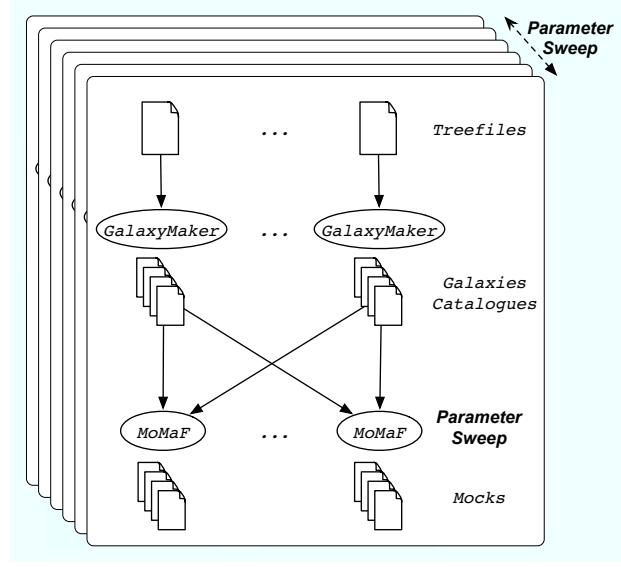 Parameter
Sweep
... Treefiles
GalaxyMaker ... GalaxyMaker
Galaxies
Catalogues
MoMaF ... MoMaF
Parameter
Sweep
Mocks